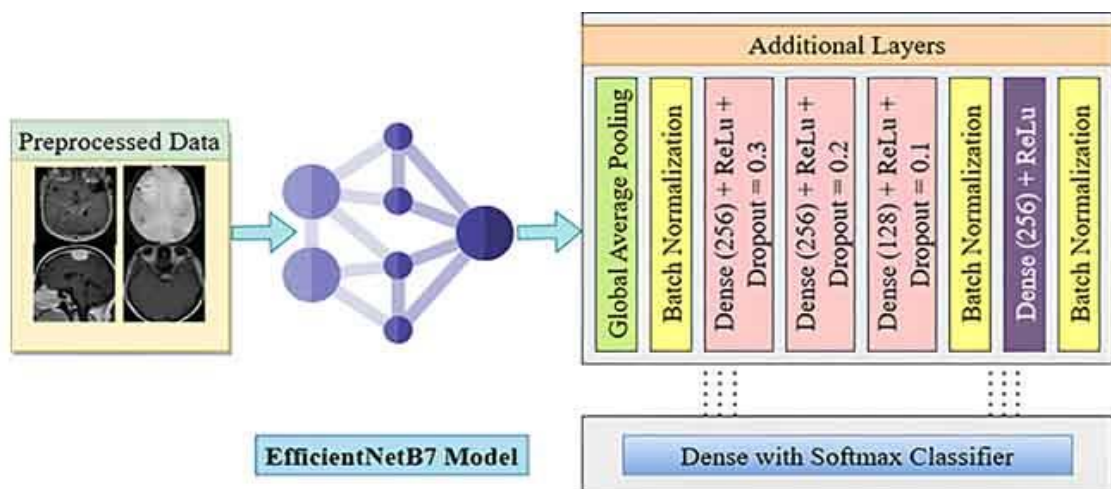 Preprocessed Data
EfficientNetB7 Model
Additional Layers
Global Average Pooling
Batch Normalization
Dense (256) + ReLu +
Dropout = 0.3
Dense (256) + ReLu +
Dropout = 0.2
Dense (128) + ReLu +
Dropout = 0.1
Batch Normalization
Dense (256) + ReLu
Batch Normalization
Dense with Softmax Classifier